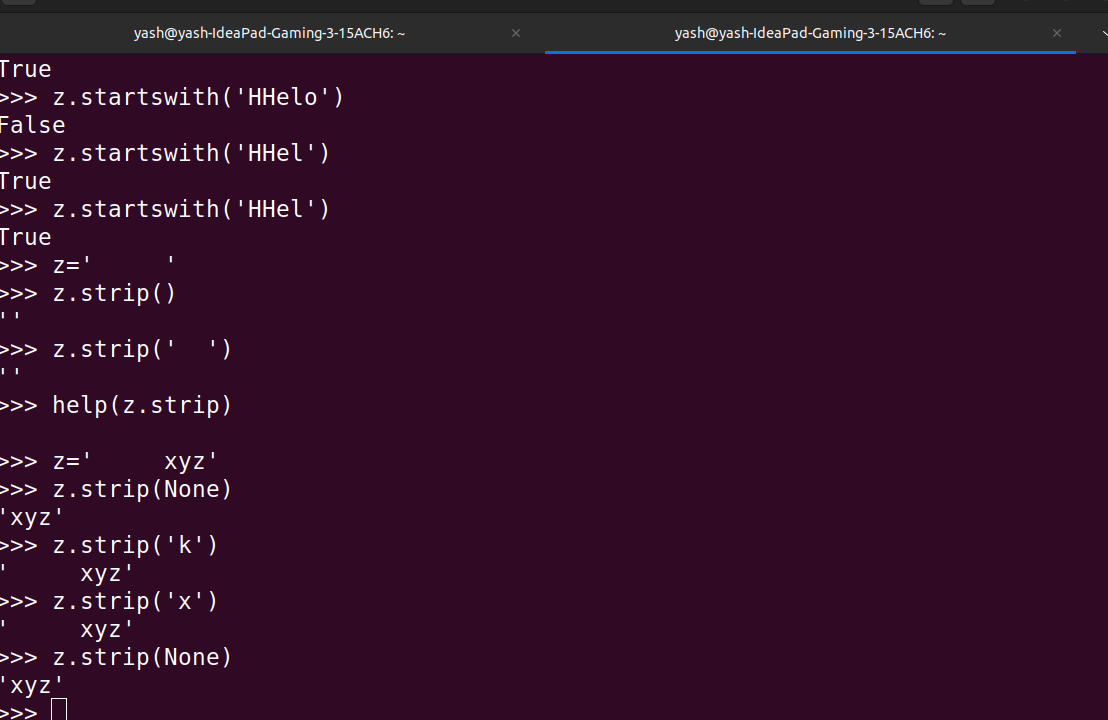 yash@yash-IdeaPad-Gaming-3-15ACH6: ~ × yash@yash-IdeaPad-Gaming-3-15ACH6: ~ ×
True
>>> z.startswith('HHelo')
False
>>> z.startswith('HHel')
True
>>> z.startswith('HHel')
True
>>> z='     '
>>> z.strip()
''
>>> z.strip('  ')
''
>>> help(z.strip)

>>> z='     xyz'
>>> z.strip(None)
'xyz'
>>> z.strip('k')
'     xyz'
>>> z.strip('x')
'     xyz'
>>> z.strip(None)
'xyz'
>>>